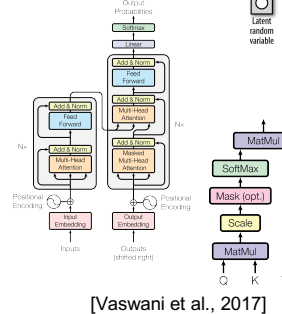 Output
Probabilities
Softmax
Linear
Add & Norm
Feed
Forward
Add & Norm
Multi-Head
Attention
Add & Norm
Masked
Multi-Head
Attention
Nx
Add & Norm
Feed
Forward
Nx
Add & Norm
Multi-Head
Attention
Positional
Encoding
Positional
Encoding
Input
Embedding
Output
Embedding
Inputs
Outputs
(shifted right)
Latent
random
variable
MatMul
SoftMax
Mask (opt.)
Scale
MatMul
Q K
[Vaswani et al., 2017]